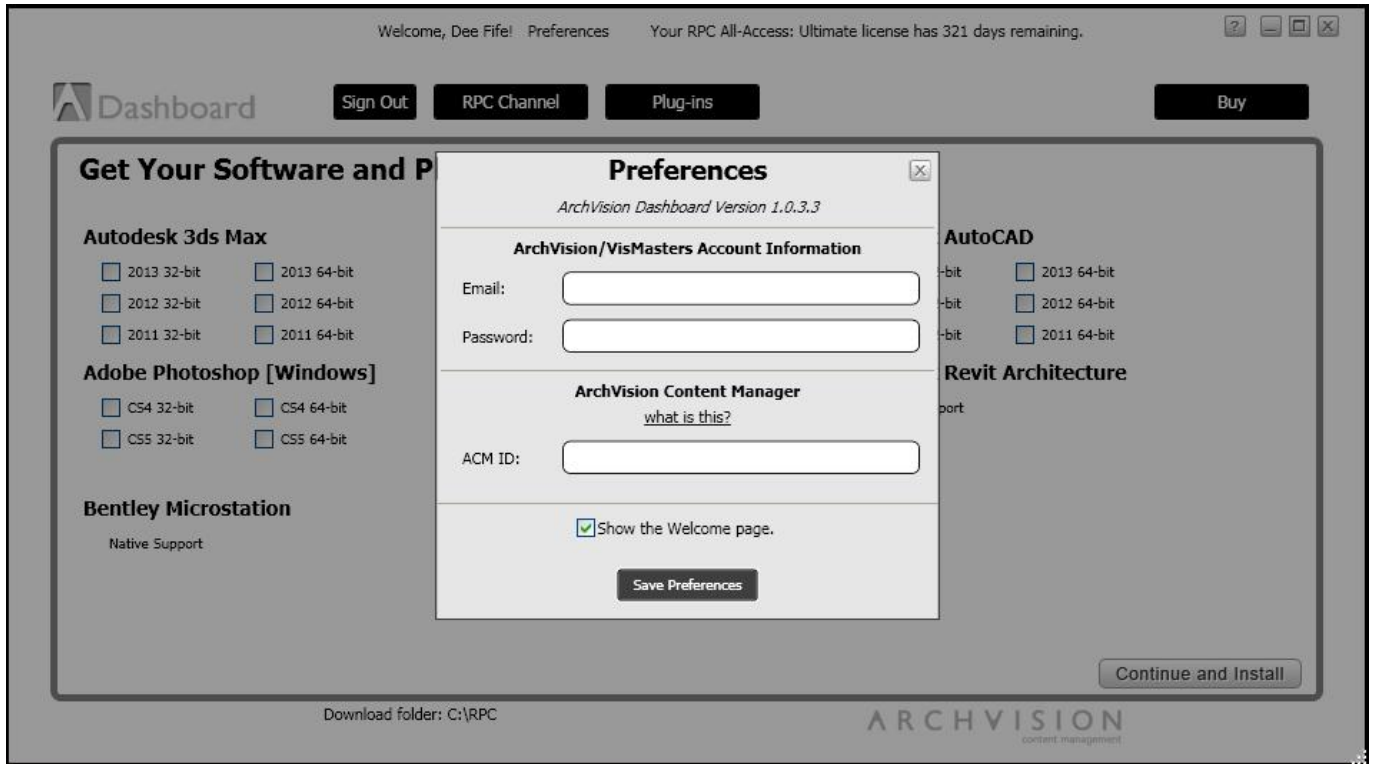 Welcome, Dee Fife! Preferences Your RPC All-Access: Ultimate license has 321 days remaining.
?
Dashboard
Sign Out
RPC Channel
Plug-ins
Buy
Get Your Software and P
Autodesk 3ds Max
2013 32-bit 2013 64-bit
2012 32-bit 2012 64-bit
2011 32-bit 2011 64-bit
Adobe Photoshop [Windows]
CS4 32-bit CS4 64-bit
CS5 32-bit CS5 64-bit
Bentley Microstation
Native Support
Preferences
ArchVision Dashboard Version 1.0.3.3
ArchVision/VisMasters Account Information
Email:
Password:
ArchVision Content Manager
what is this?
ACM ID:
Show the Welcome page.
Save Preferences
AutoCAD
-bit 2013 64-bit
-bit 2012 64-bit
-bit 2011 64-bit
Revit Architecture
port
Continue and Install
Download folder: C:\RPC
ARCHVISION
content management